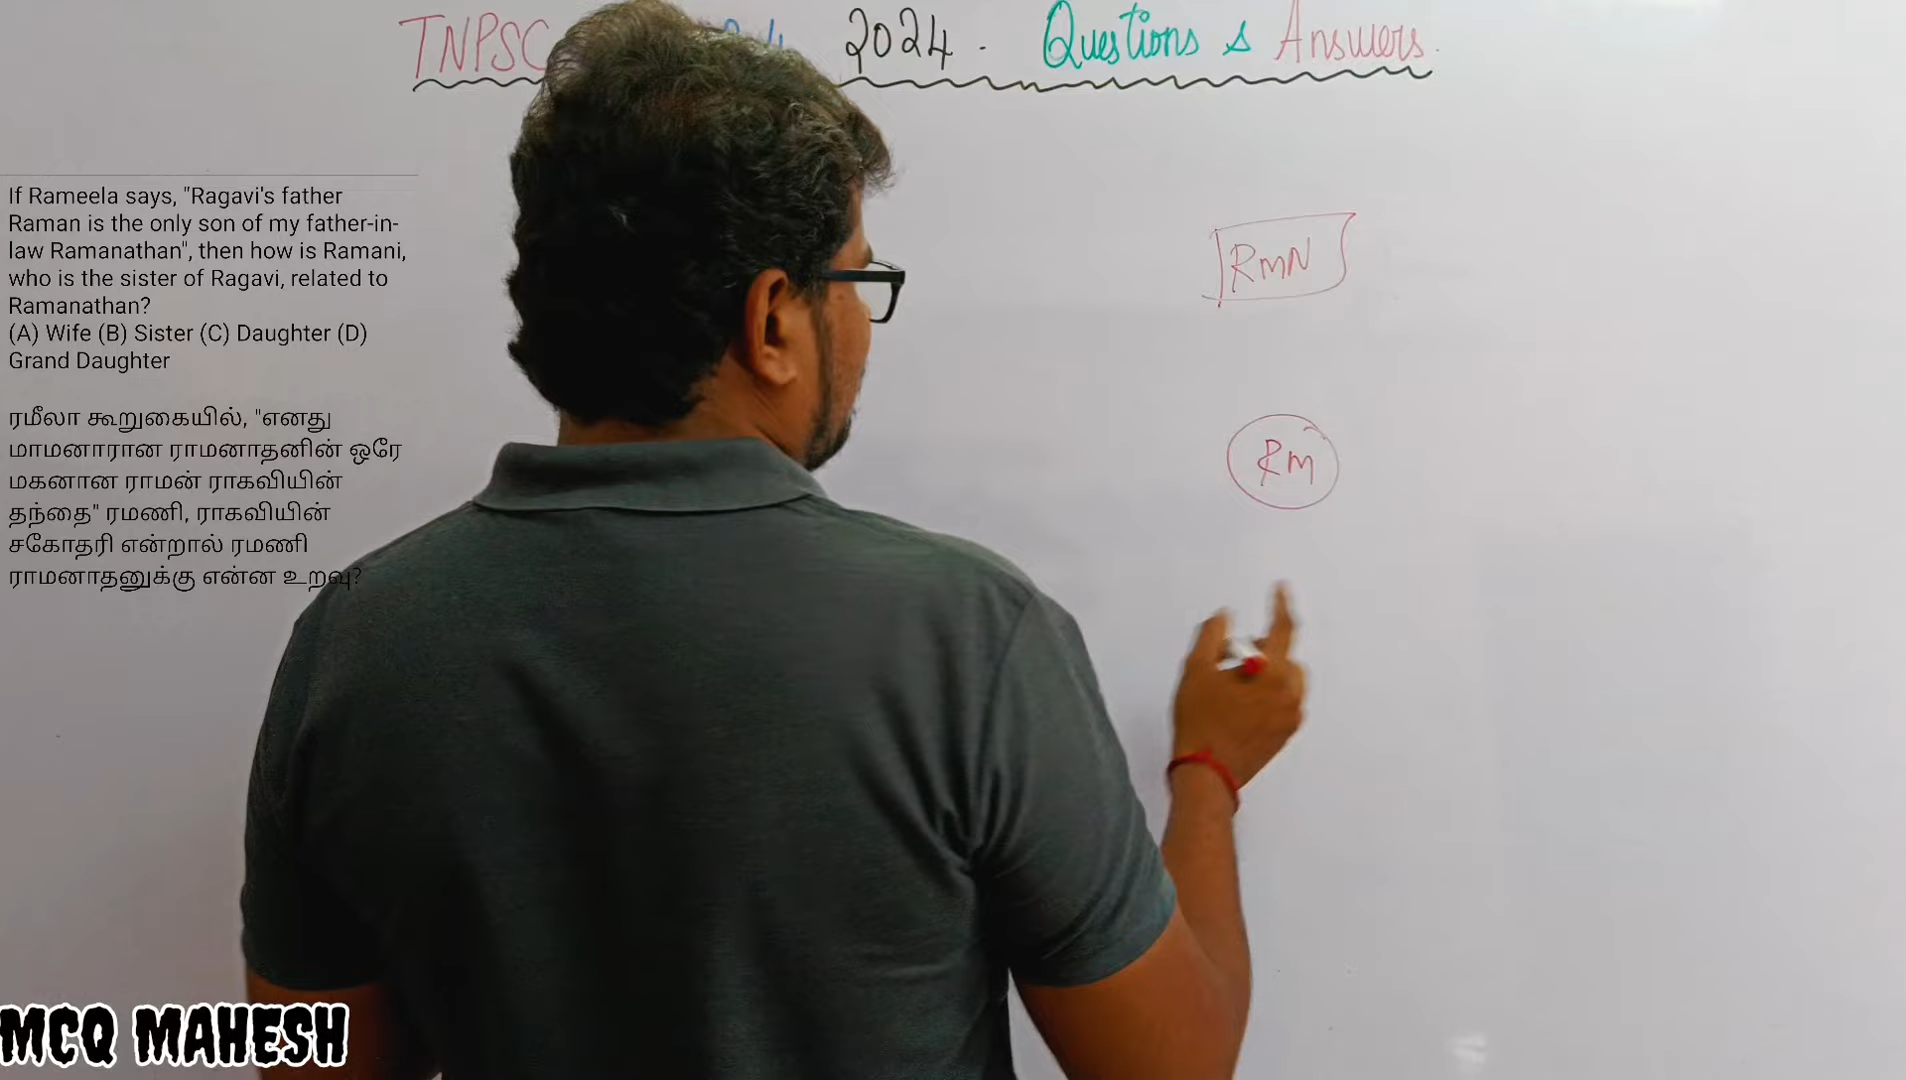 TNPSC 2024. Questions & Answers.
If Rameela says, "Ragavi's father
Raman is the only son of my father-in-
law Ramanathan", then how is Ramani,
who is the sister of Ragavi, related to
Ramanathan?
(A) Wife (B) Sister (C) Daughter (D)
Grand Daughter
ரமீலா கூறுகையில், "எனது
மாமனாரான ராமனாதனின் ஒரே
மகனான ராமன் ராகவியின்
தந்தை" ரமணி, ராகவியின்
சகோதரி என்றால் ரமணி
ராமனாதனுக்கு என்ன உறவு?
RmN
Rm
MCQ MAHESH